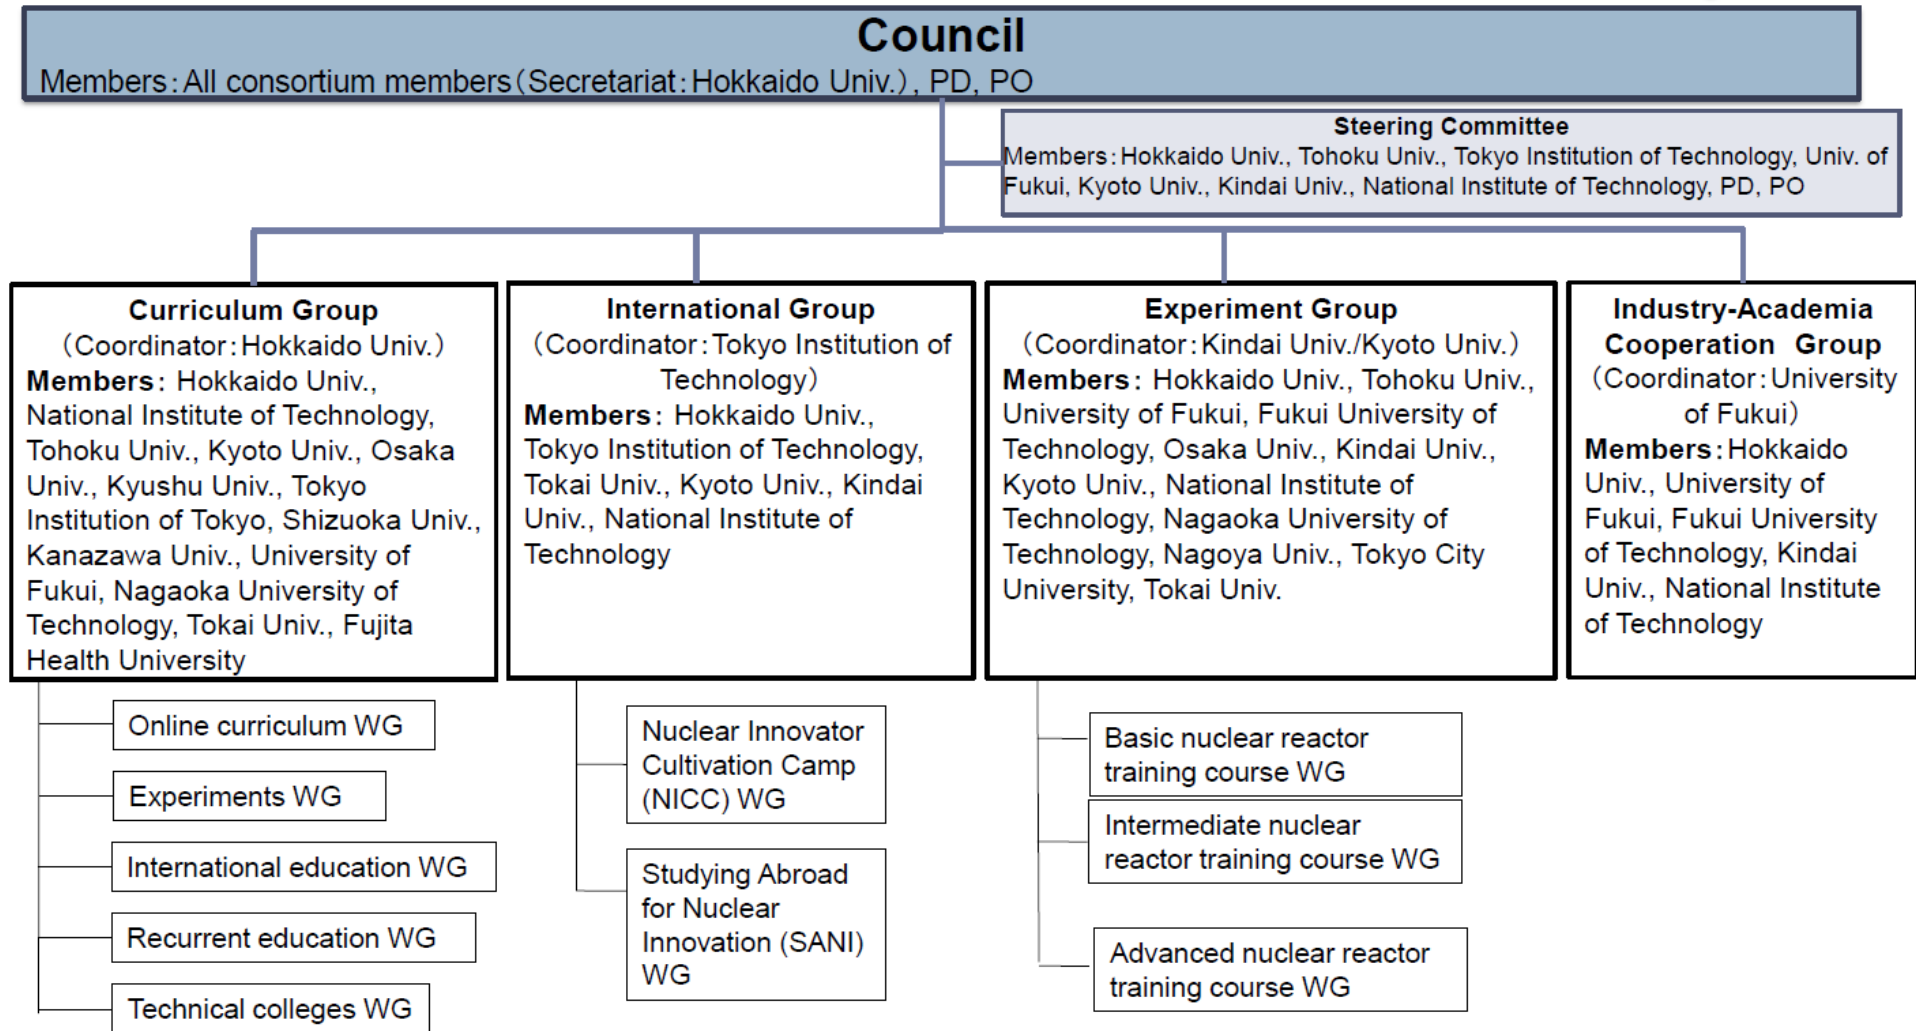 Council
Members:All consortium members(Secretariat:Hokkaido Univ.), PD, PO
Steering Committee
Members:Hokkaido Univ., Tohoku Univ., Tokyo Institution of Technology, Univ. of
Fukui, Kyoto Univ., Kindai Univ., National Institute of Technology, PD, PO
Curriculum Group
(Coordinator:Hokkaido Univ.)
Members: Hokkaido Univ.,
National Institute of Technology,
Tohoku Univ., Kyoto Univ., Osaka
Univ., Kyushu Univ., Tokyo
Institution of Tokyo, Shizuoka Univ.,
Kanazawa Univ., University of
Fukui, Nagaoka University of
Technology, Tokai Univ., Fujita
Health University
Online curriculum WG
Experiments WG
International education WG
Recurrent education WG
Technical colleges WG
International Group
(Coordinator:Tokyo Institution of
Technology)
Members: Hokkaido Univ.,
Tokyo Institution of Technology,
Tokai Univ., Kyoto Univ., Kindai
Univ., National Institute of
Technology
Nuclear Innovator
Cultivation Camp
(NICC) WG
Studying Abroad
for Nuclear
Innovation (SANI)
WG
Experiment Group
(Coordinator:Kindai Univ./Kyoto Univ.)
Members: Hokkaido Univ., Tohoku Univ.,
University of Fukui, Fukui University of
Technology, Osaka Univ., Kindai Univ.,
Kyoto Univ., National Institute of
Technology, Nagaoka University of
Technology, Nagoya Univ., Tokyo City
University, Tokai Univ.
Basic nuclear reactor
training course WG
Intermediate nuclear
reactor training course WG
Advanced nuclear reactor
training course WG
Industry-Academia
Cooperation Group
(Coordinator:University
of Fukui)
Members:Hokkaido
Univ., University of
Fukui, Fukui University
of Technology, Kindai
Univ., National Institute
of Technology